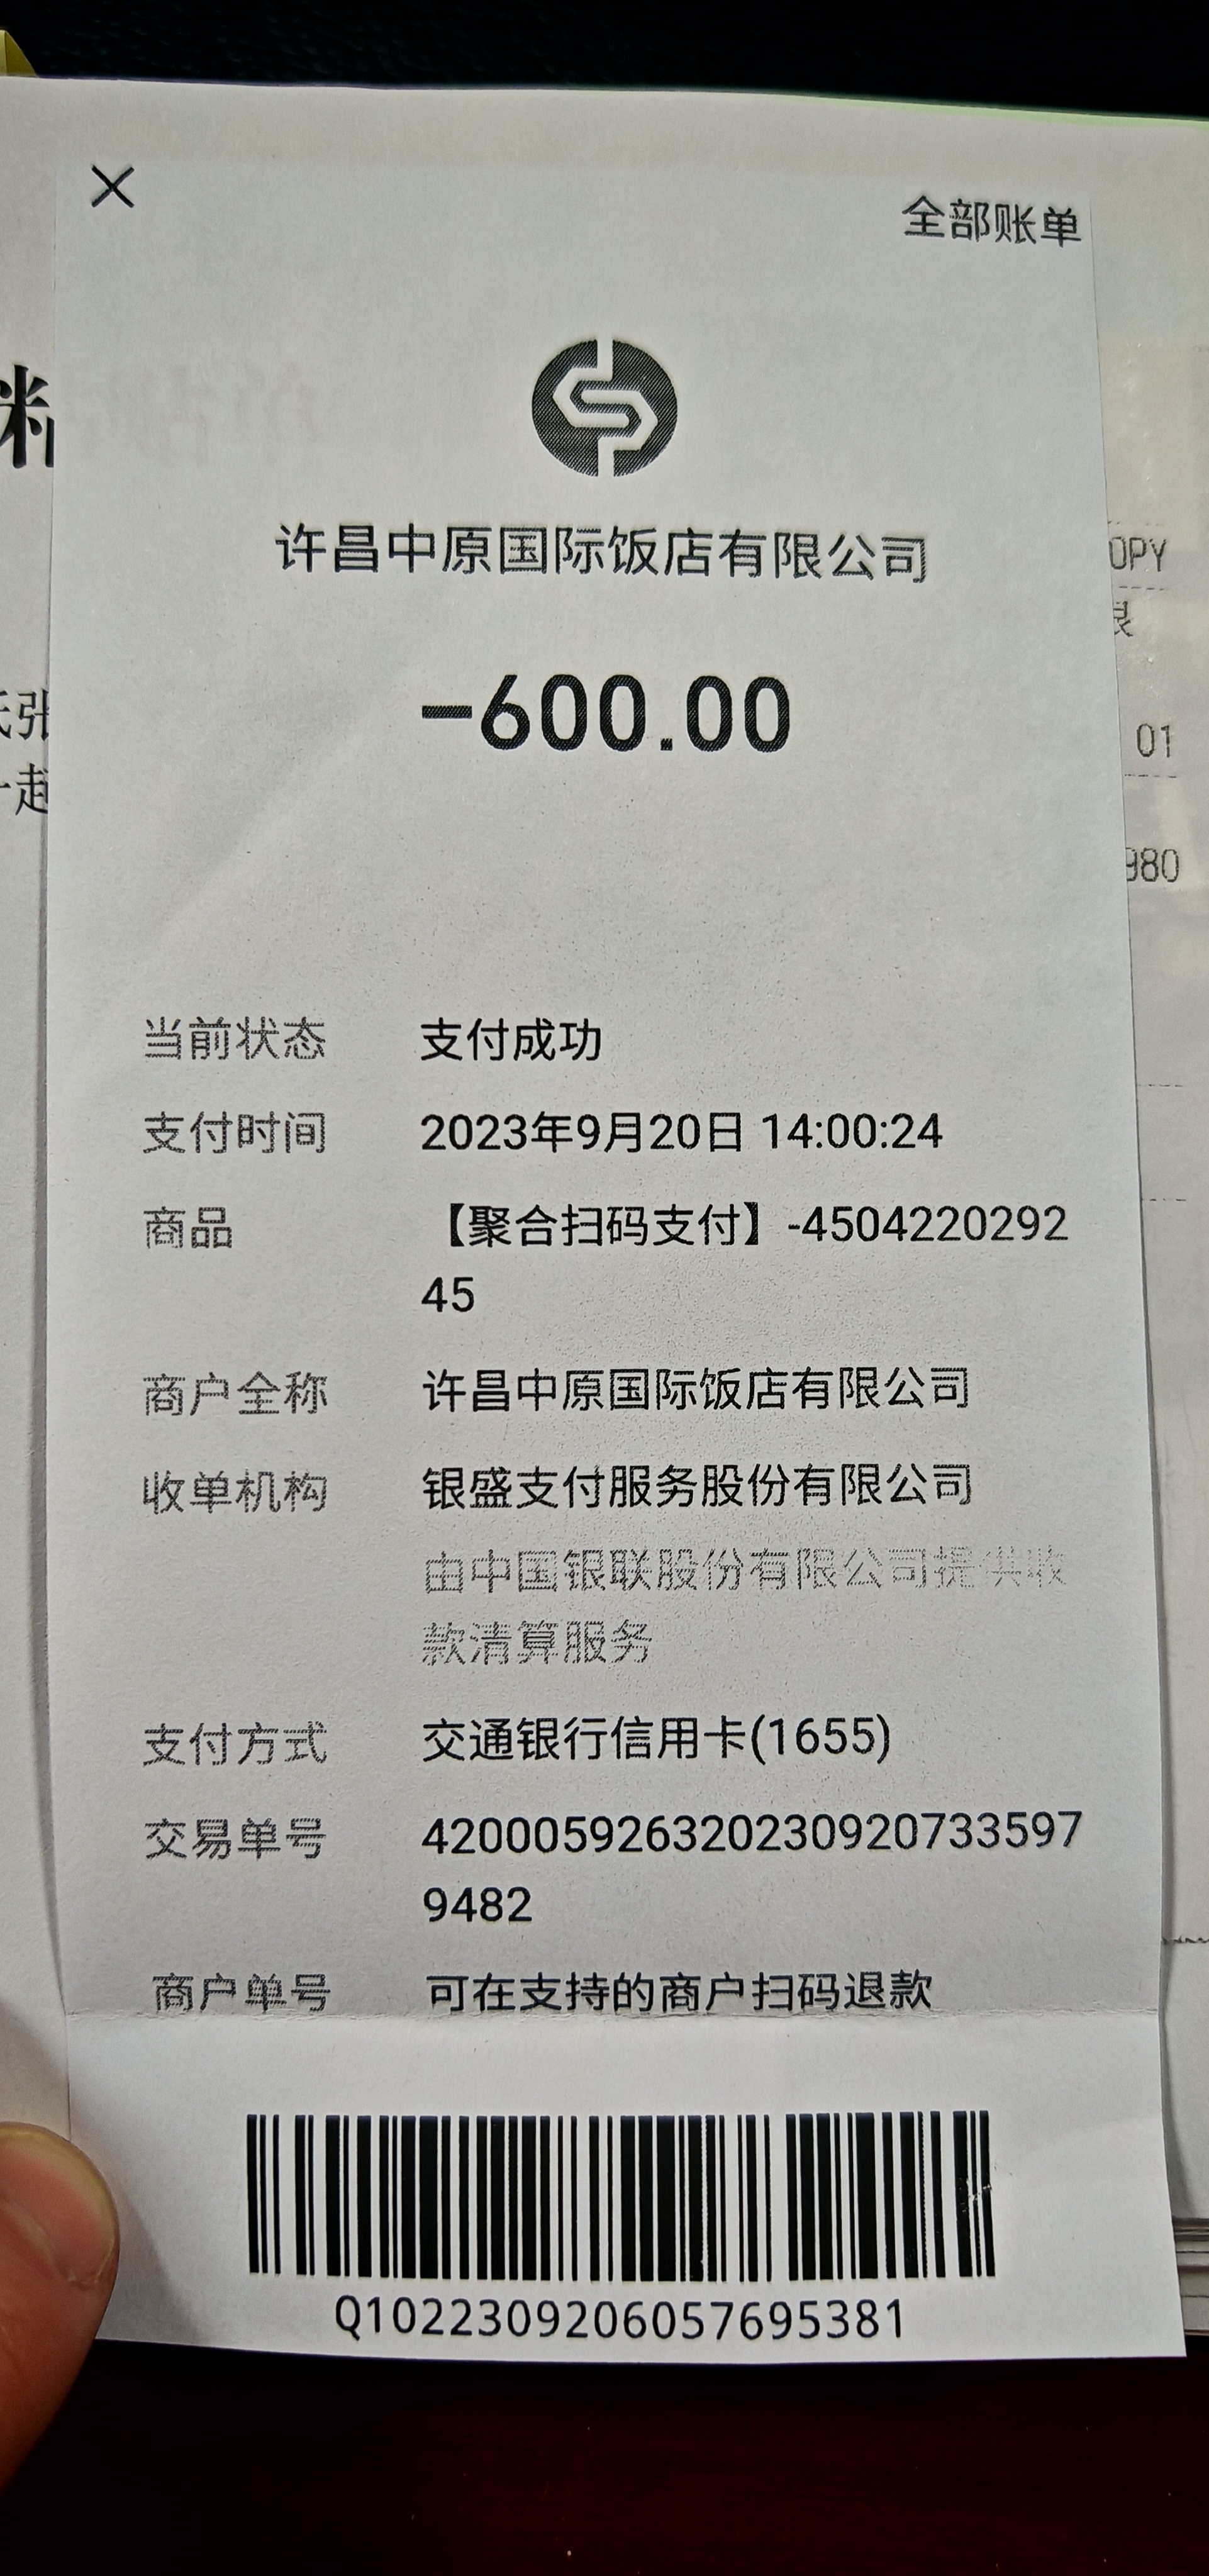 ×
全部账单
许昌中原国际饭店有限公司
-600.00
当前状态 支付成功
支付时间 2023年9月20日 14:00:24
商品 【聚合扫码支付】-4504220292
45
商户全称 许昌中原国际饭店有限公司
收单机构 银盛支付服务股份有限公司
由中国银联股份有限公司提供收
款清算服务
支付方式 交通银行信用卡(1655)
交易单号 420005926320230920733597
9482
商户单号 可在支持的商户扫码退款
Q1022309206057695381
OPY
01
980